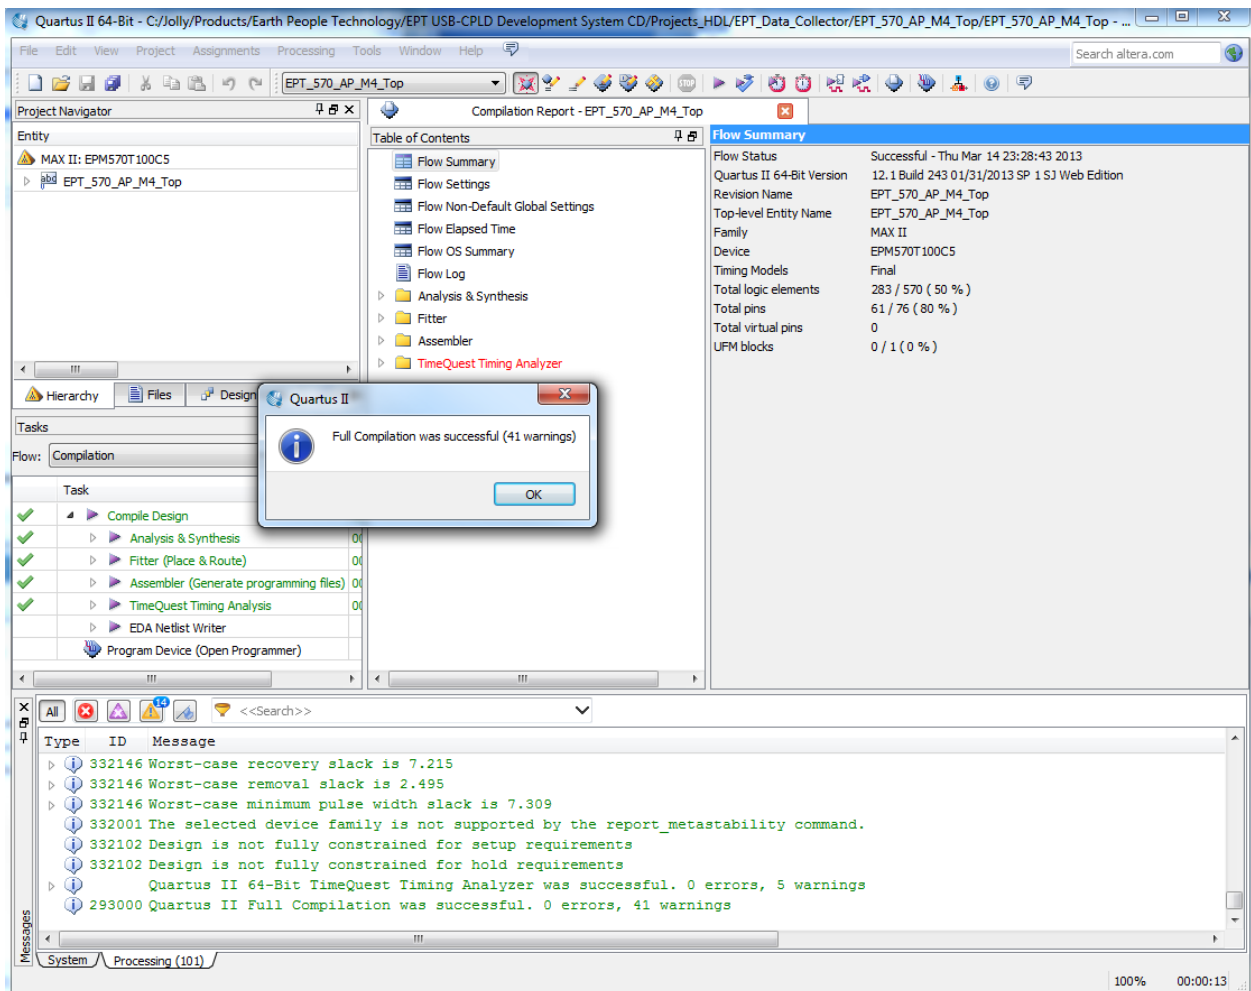 Quartus II 64-Bit - C:/Jolly/Products/Earth People Technology/EPT USB-CPLD Development System CD/Projects_HDL/EPT_Data_Collector/EPT_570_AP_M4_Top/EPT_570_AP_M4_Top - ...
File Edit View Project Assignments Processing Tools Window Help
Search altera.com
EPT_570_AP_M4_Top
STOP
Project Navigator
Entity
MAX II: EPM570T100C5
abd EPT_570_AP_M4_Top
Hierarchy Files Design
Tasks
Flow: Compilation
Task
Compile Design
Analysis & Synthesis 00
Fitter (Place & Route) 00
Assembler (Generate programming files) 00
TimeQuest Timing Analysis 00
EDA Netlist Writer
Program Device (Open Programmer)
Compilation Report - EPT_570_AP_M4_Top
Table of Contents
Flow Summary
Flow Settings
Flow Non-Default Global Settings
Flow Elapsed Time
Flow OS Summary
Flow Log
Analysis & Synthesis
Fitter
Assembler
TimeQuest Timing Analyzer
Flow Summary
Flow Status Successful - Thu Mar 14 23:28:43 2013
Quartus II 64-Bit Version 12.1 Build 243 01/31/2013 SP 1 SJ Web Edition
Revision Name EPT_570_AP_M4_Top
Top-level Entity Name EPT_570_AP_M4_Top
Family MAX II
Device EPM570T100C5
Timing Models Final
Total logic elements 283 / 570 ( 50 % )
Total pins 61 / 76 ( 80 % )
Total virtual pins 0
UFM blocks 0 / 1 ( 0 % )
Quartus II
Full Compilation was successful (41 warnings)
OK
All 14 <<Search>>
Type ID Message
332146 Worst-case recovery slack is 7.215
332146 Worst-case removal slack is 2.495
332146 Worst-case minimum pulse width slack is 7.309
332001 The selected device family is not supported by the report_metastability command.
332102 Design is not fully constrained for setup requirements
332102 Design is not fully constrained for hold requirements
Quartus II 64-Bit TimeQuest Timing Analyzer was successful. 0 errors, 5 warnings
293000 Quartus II Full Compilation was successful. 0 errors, 41 warnings
Messages
System Processing (101)
100% 00:00:13